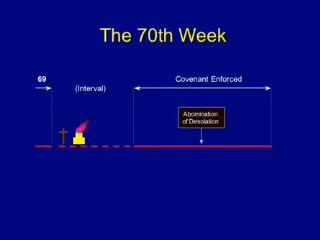 The 70th Week
69
(Interval)
Covenant Enforced
Abomination
of Desolation